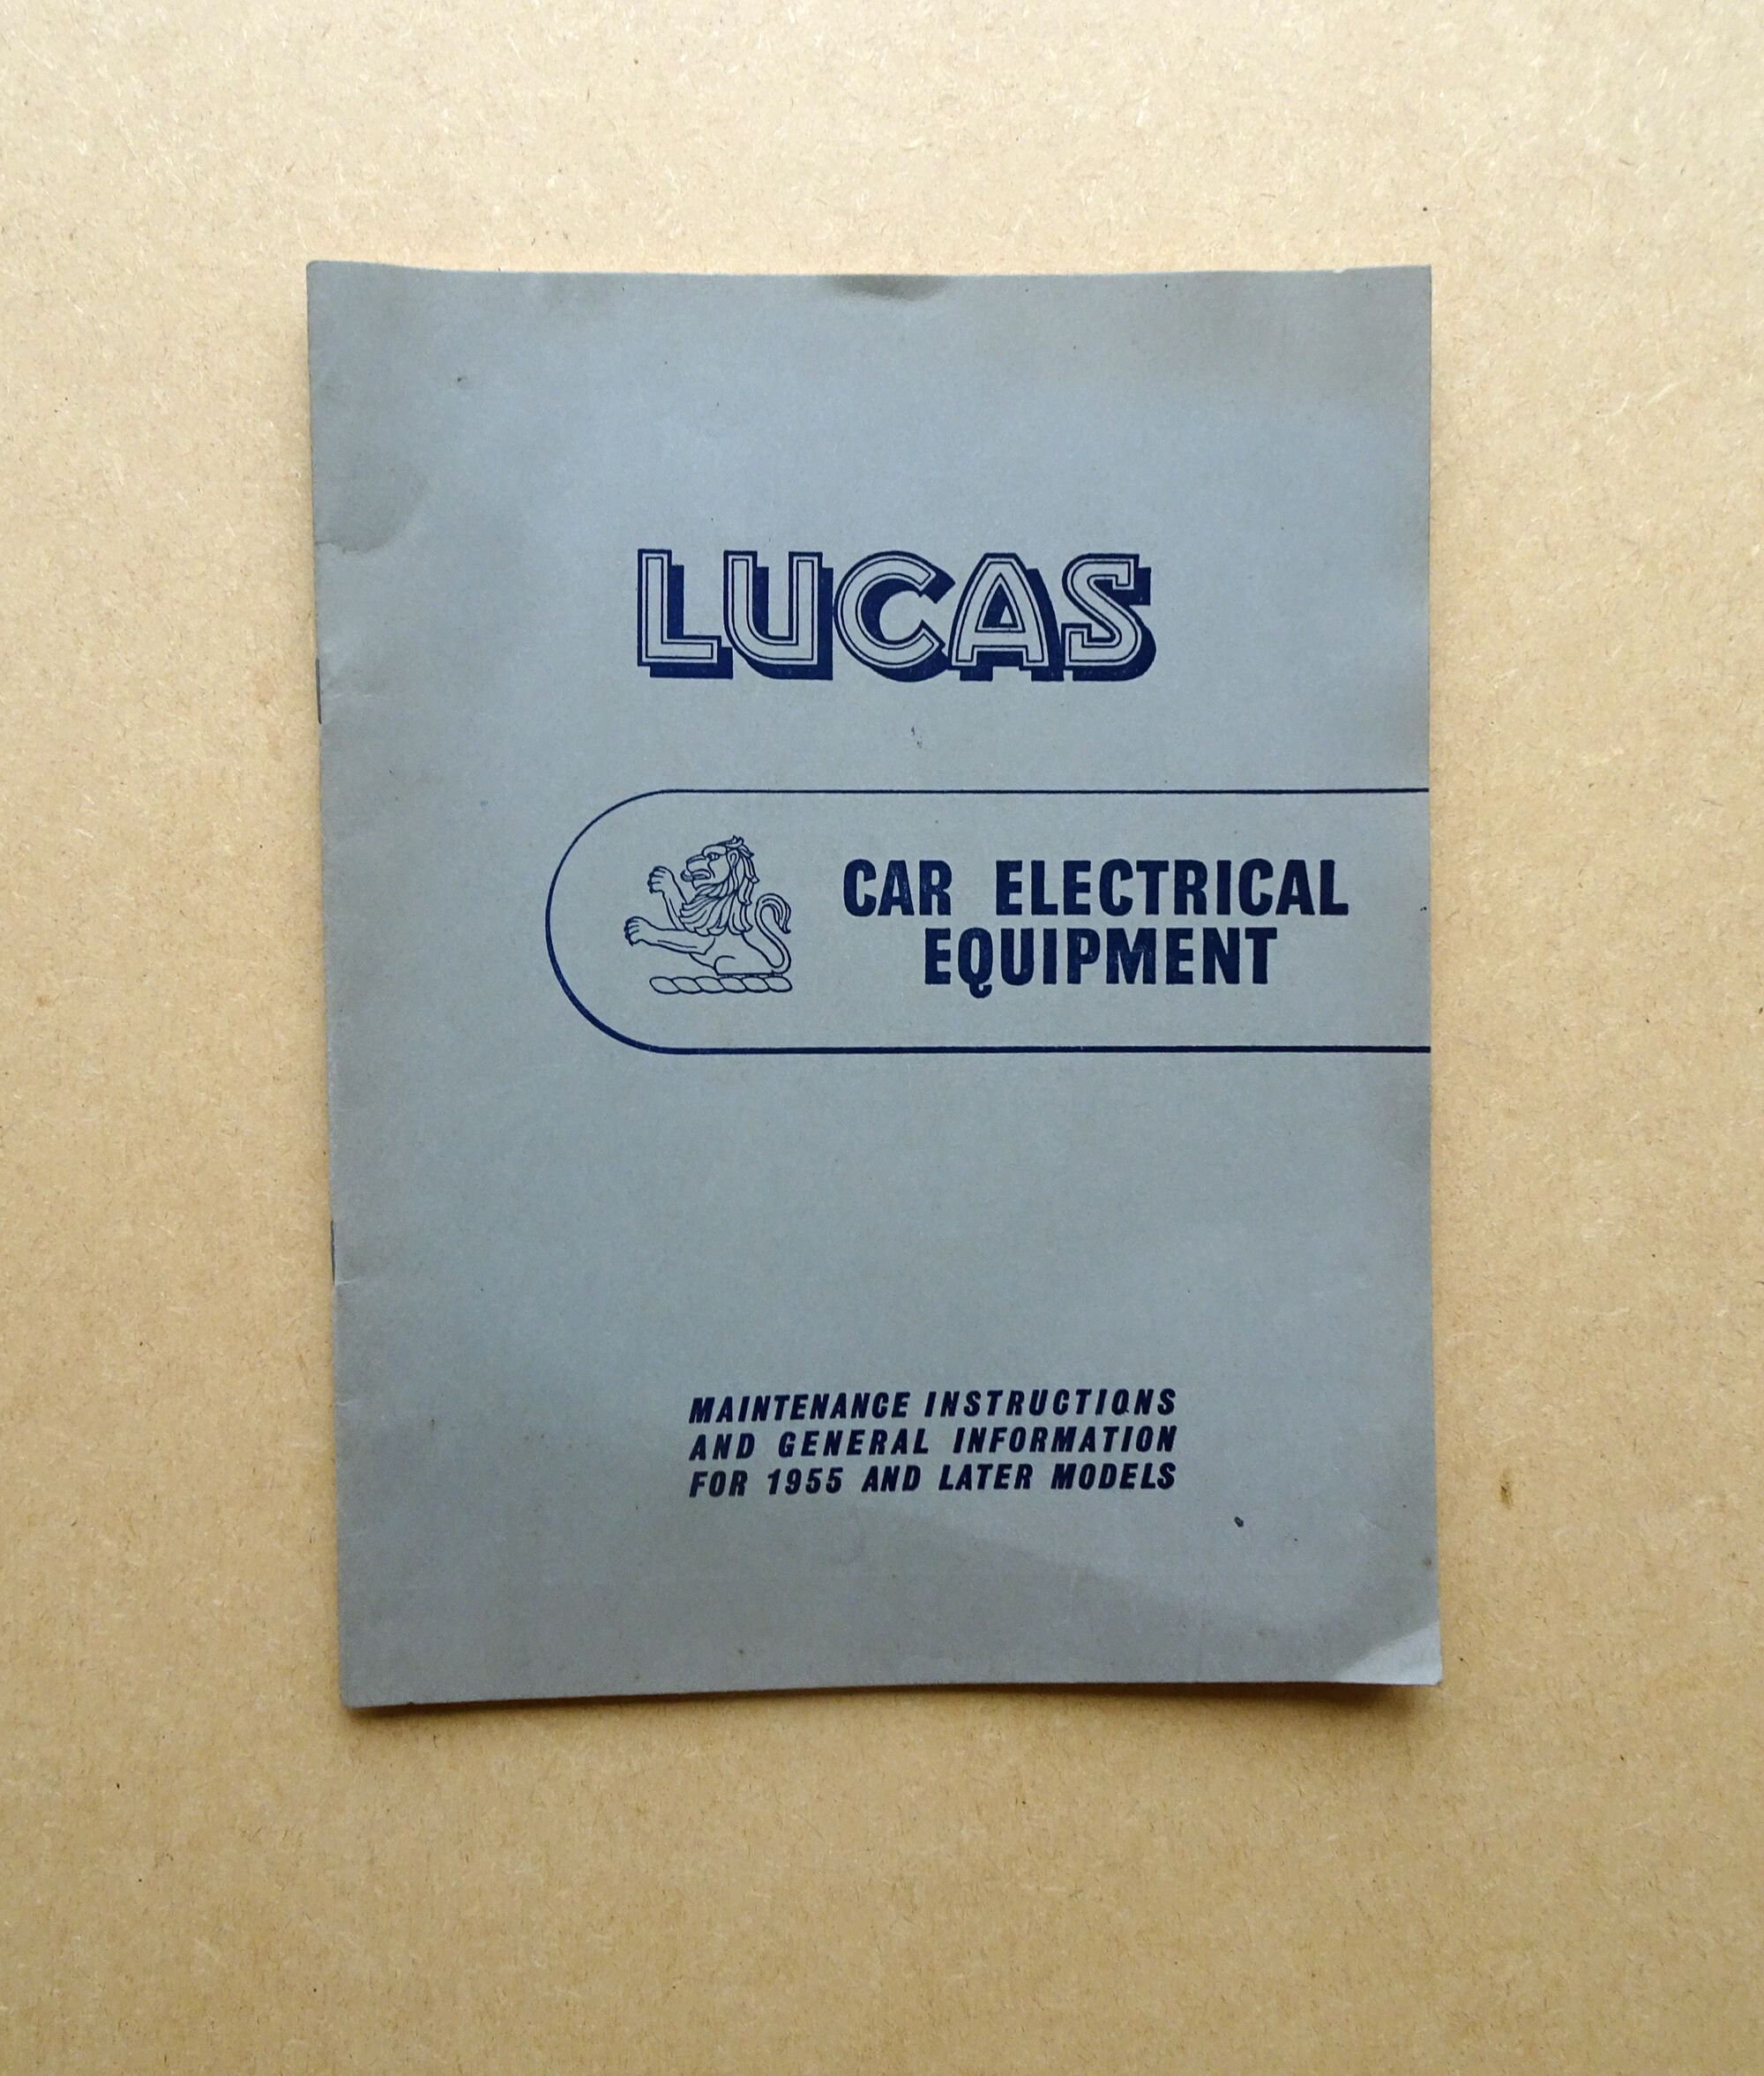 LUCAS
CAR ELECTRICAL
EQUIPMENT
MAINTENANCE INSTRUCTIONS
AND GENERAL INFORMATION
FOR 1955 AND LATER MODELS